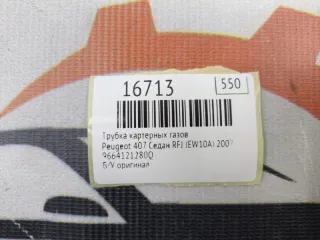 16713
550
Трубка картерных газов
Peugeot 407 Седан RFJ (EW10A) 2007
9664121280Q
Б/У оригинал